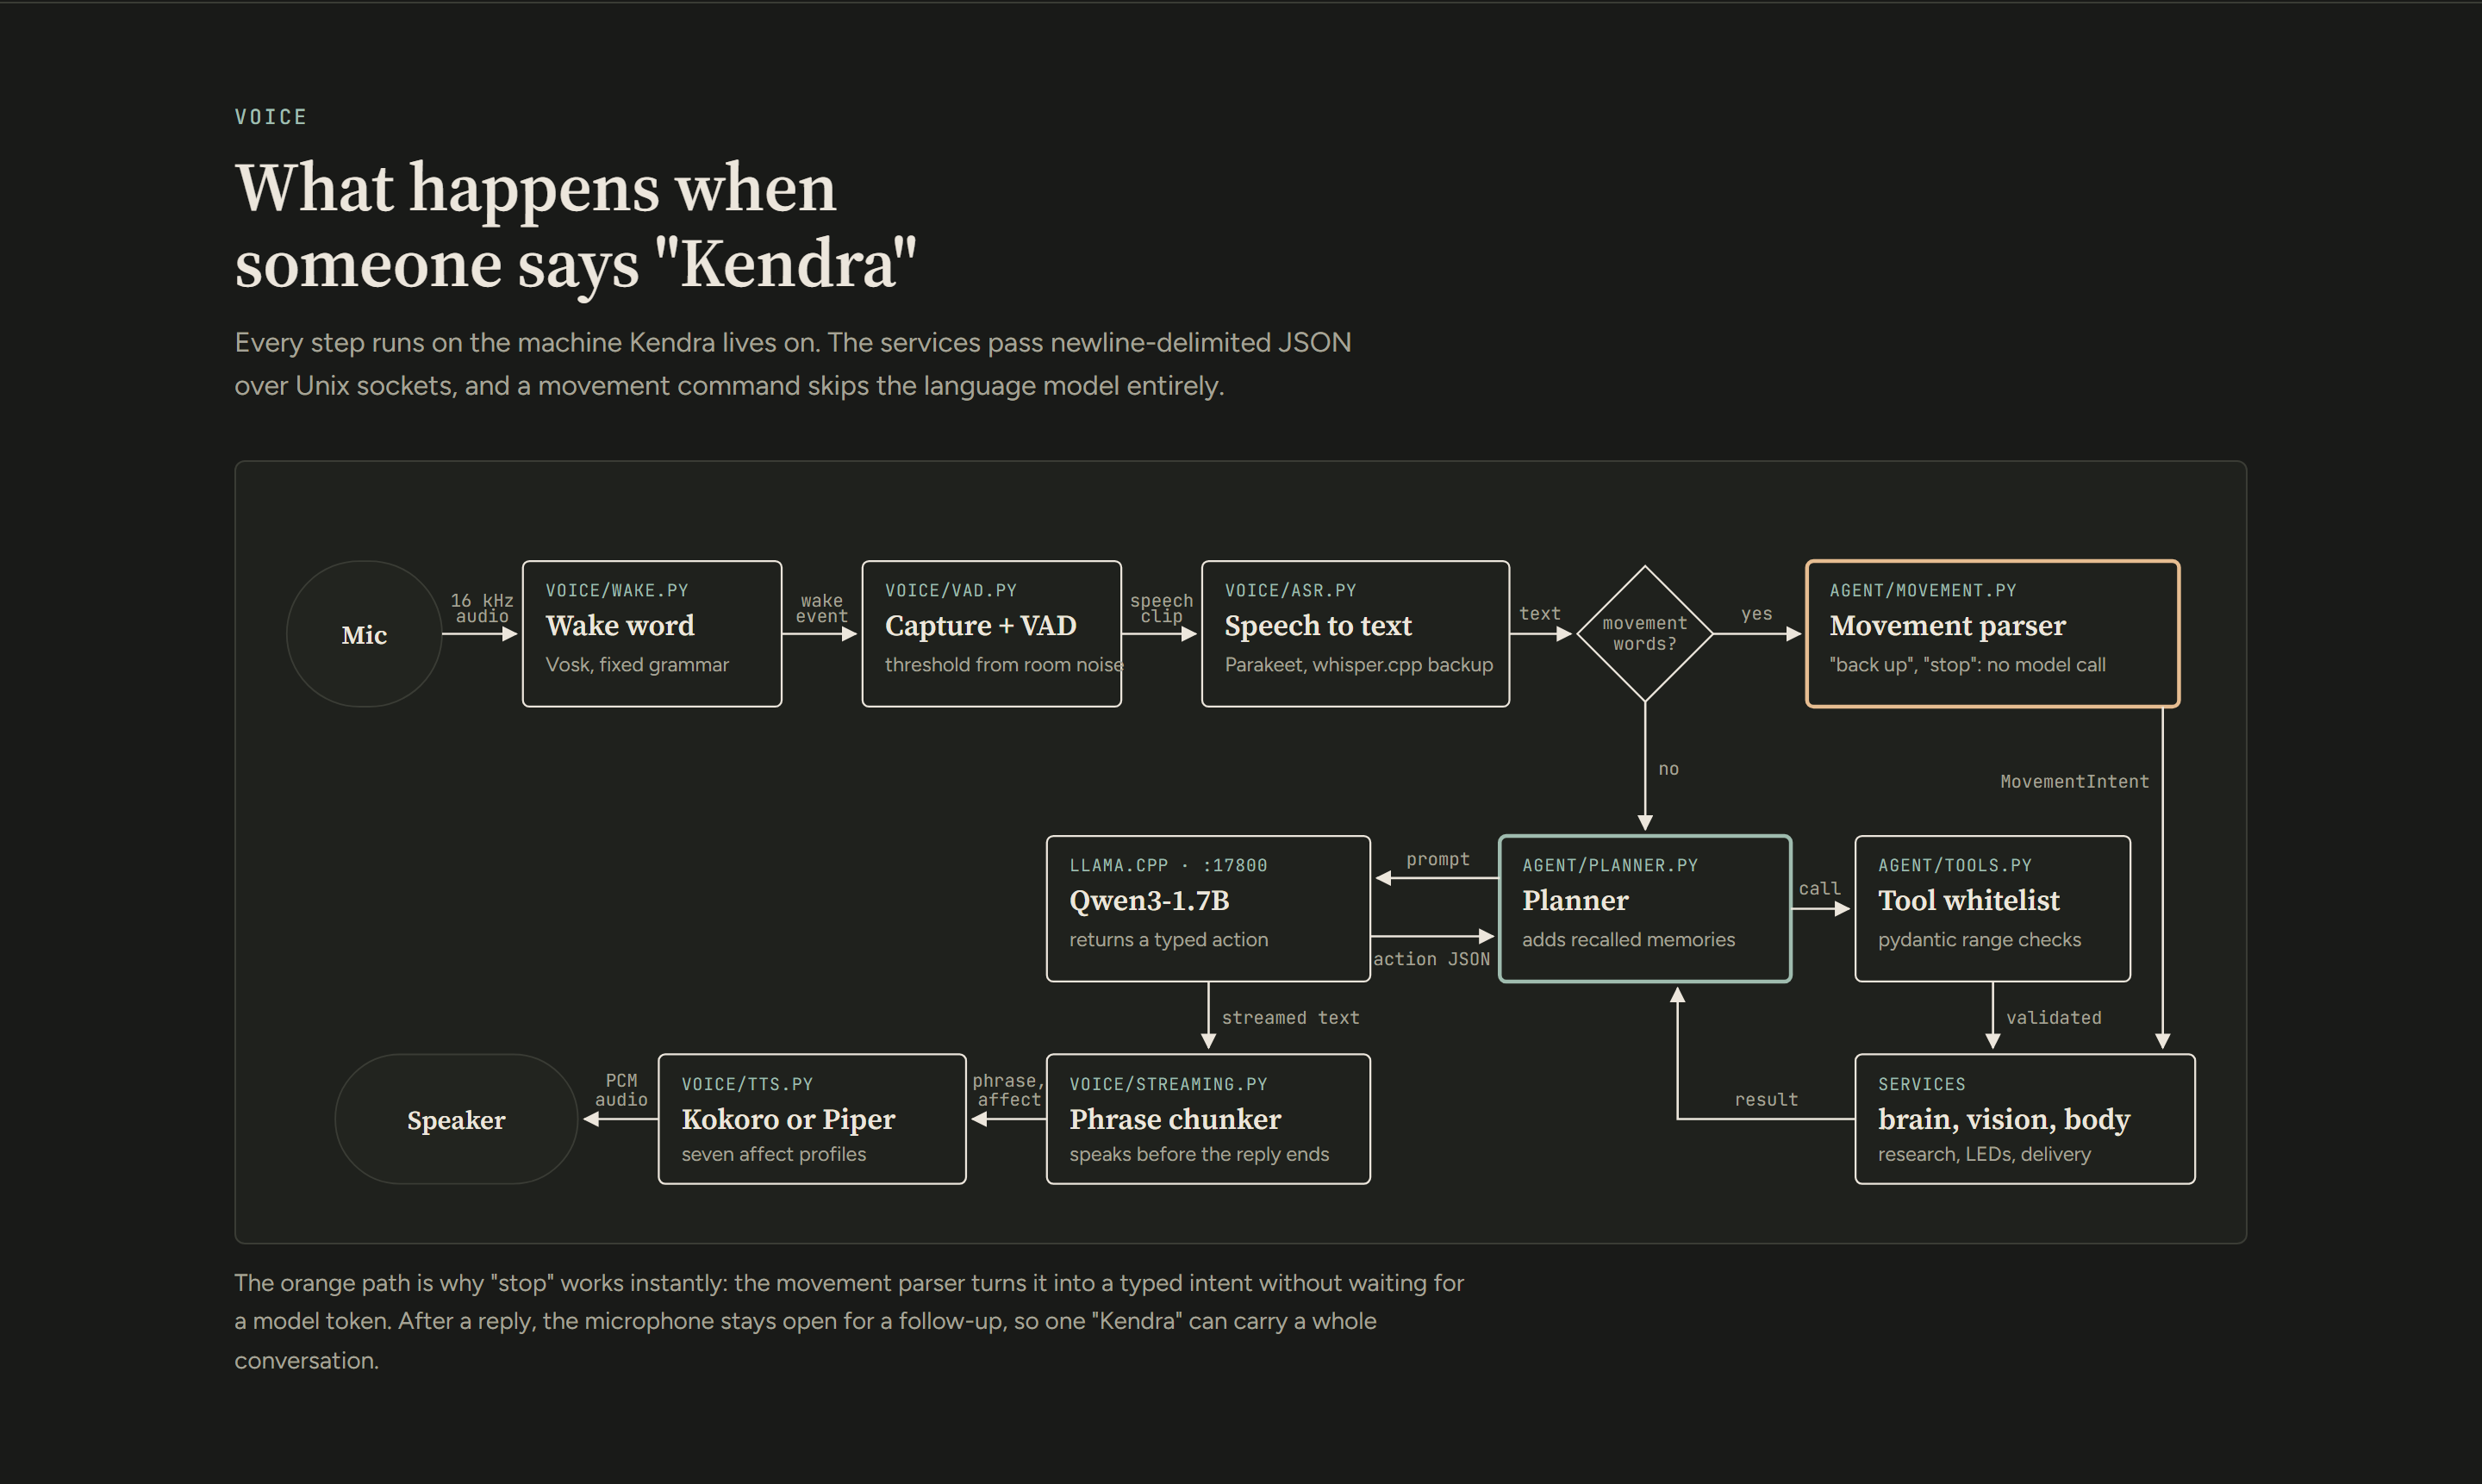 VOICE
What happens when
someone says "Kendra"
Every step runs on the machine Kendra lives on. The services pass newline-delimited JSON
over Unix sockets, and a movement command skips the language model entirely.
Mic
16 kHz
audio
VOICE/WAKE.PY
Wake word
Vosk, fixed grammar
wake
event
VOICE/VAD.PY
Capture + VAD
threshold from room noise
speech
clip
VOICE/ASR.PY
Speech to text
Parakeet, whisper.cpp backup
text
movement
words?
yes
AGENT/MOVEMENT.PY
Movement parser
"back up", "stop": no model call
no
MovementIntent
LLAMA.CPP · :17800
Qwen3-1.7B
returns a typed action
prompt
action JSON
AGENT/PLANNER.PY
Planner
adds recalled memories
call
AGENT/TOOLS.PY
Tool whitelist
pydantic range checks
streamed text
validated
Speaker
PCM
audio
VOICE/TTS.PY
Kokoro or Piper
seven affect profiles
phrase,
affect
VOICE/STREAMING.PY
Phrase chunker
speaks before the reply ends
result
SERVICES
brain, vision, body
research, LEDs, delivery
The orange path is why "stop" works instantly: the movement parser turns it into a typed intent without waiting for
a model token. After a reply, the microphone stays open for a follow-up, so one "Kendra" can carry a whole
conversation.